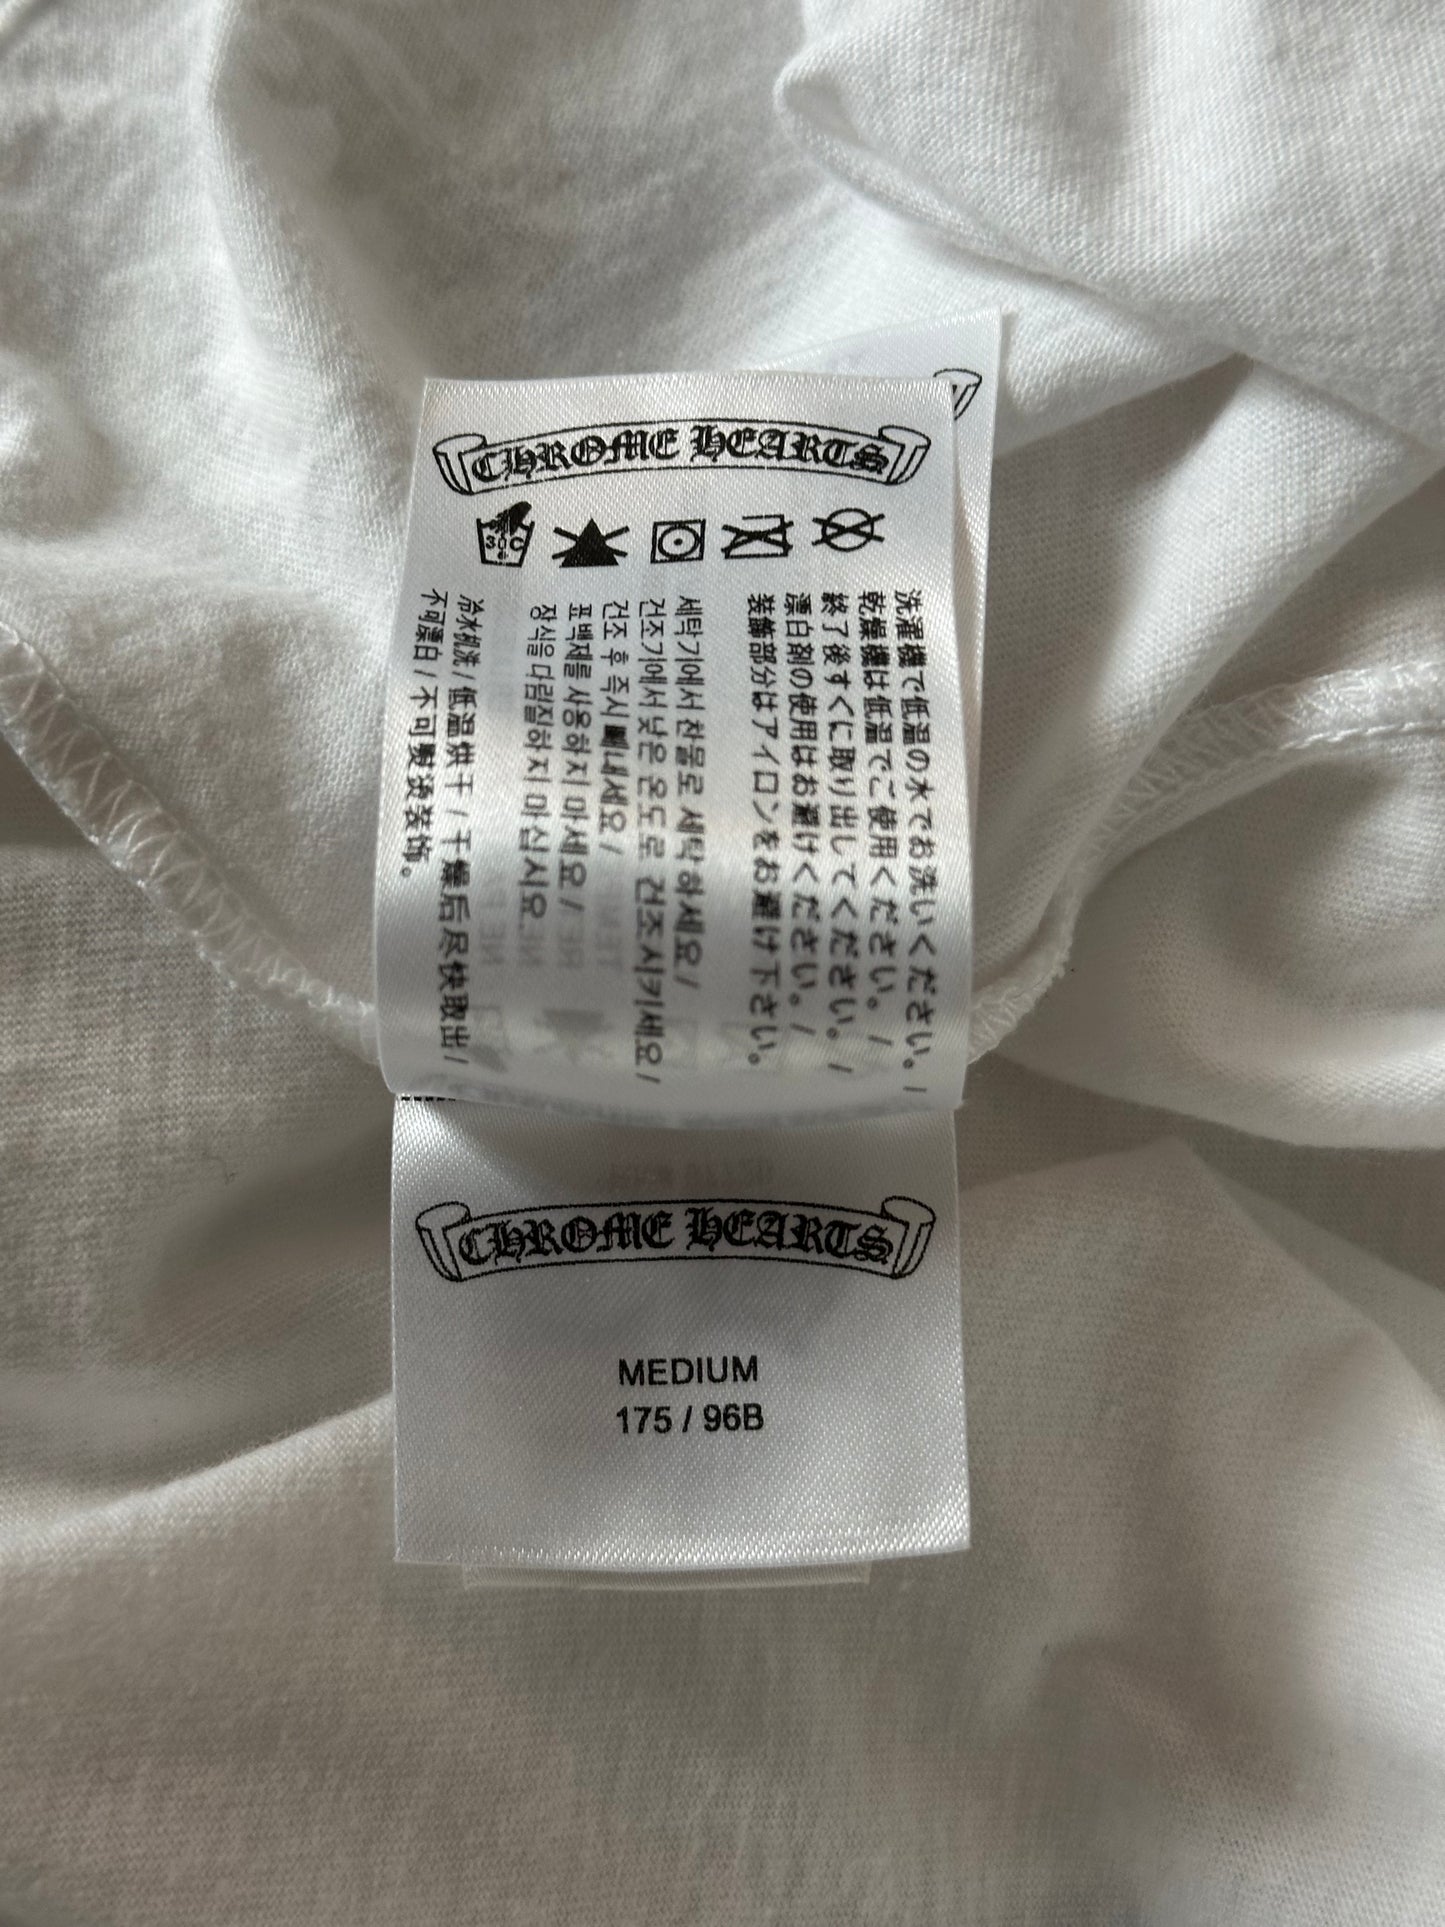 CHROME HEARTS
30C
洗濯機で低温の水でお洗いください。/
乾燥機は低温でご使用ください。/
終了後すぐに取り出してください。/
漂白剤の使用はお避けください。/
装飾部分はアイロンをお避け下さい。
세탁기에서 찬물로 세탁하세요/
건조기에서 낮은 온도로 건조시키세요/
건조 후 즉시 빼내세요/
표백제를 사용하지 마세요/
장식을 다림질하지 마십시요
冷水机洗/低温烘干/干燥后尽快取出/
不可漂白/不可熨烫装饰。
CHROME HEARTS
MEDIUM
175 / 96B